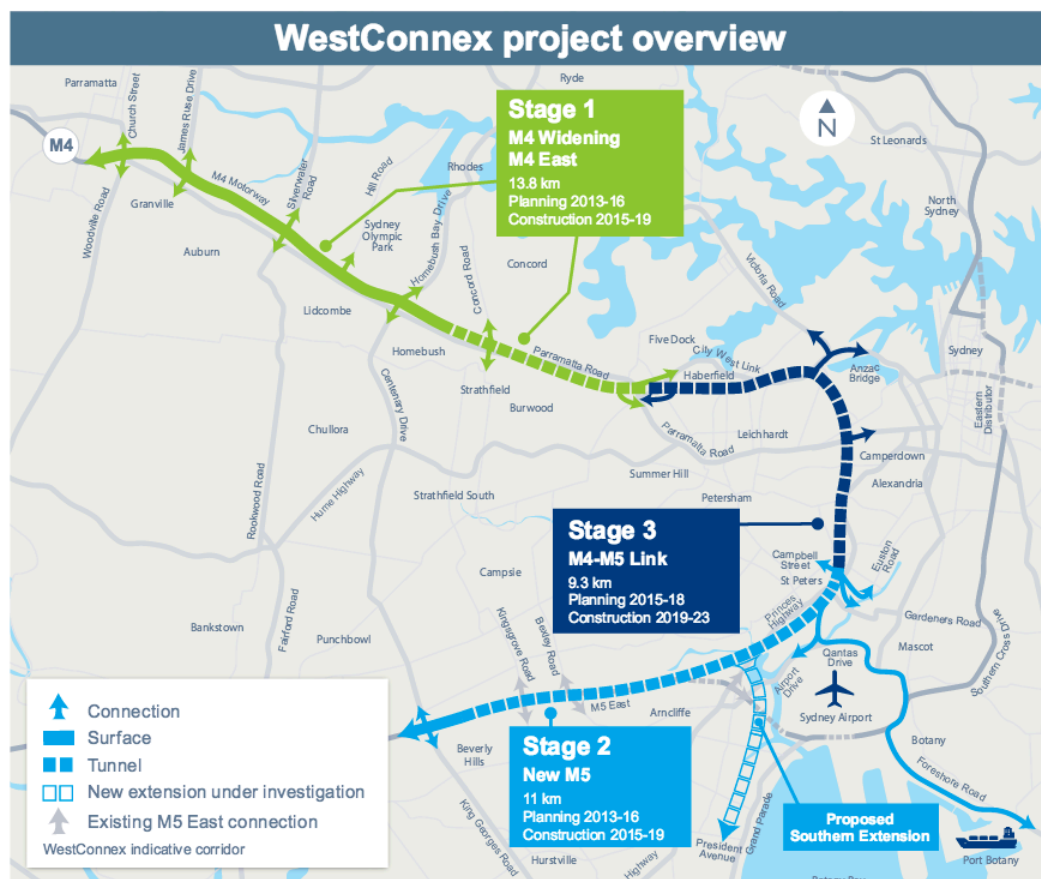 WestConnex project overview
Parramatta
Church Street
James Ruse Drive
Ryde
Stage 1
M4 Widening
M4 East
13.8 km
Planning 2013-16
Construction 2015-19
N
St Leonards
M4
M4 Motorway
Silverwater
Road
Hill Road
Rhodes
North
Sydney
Granville
Woodville Road
Auburn
Sydney
Olympic
Park
Homebush Bay Drive
Concord Road
Concord
Victoria Road
Lidcombe
Homebush
Parramatta Road
Five Dock
City West Link
Haberfield
Anzac
Bridge
Sydney
Eastern
Distributor
Strathfield
Burwood
Centenary Drive
Chullora
Parramatta Road
Leichhardt
Camperdown
Summer Hill
Alexandria
Rookwood Road
Hume Highway
Strathfield South
Petersham
Stage 3
M4-M5 Link
9.3 km
Planning 2015-18
Construction 2019-23
Campbell
Street
St Peters
Euston
Road
Campsie
Princes
Highway
Gardeners Road
Bankstown
Fairford Road
Punchbowl
Kingsgrove Road
Bexley Road
Mascot
Southern Cross Drive
Qantas
Drive
Airport
Drive
Sydney Airport
M5 East
Arncliffe
Connection
Surface
Tunnel
New extension under investigation
Existing M5 East connection
WestConnex indicative corridor
Beverly
Hills
King Georges Road
Stage 2
New M5
11 km
Planning 2013-16
Construction 2015-19
Botany
Foreshore Road
Proposed
Southern Extension
Grand Parade
President
Avenue
Port Botany
Hurstville
Highway
Botany Bay